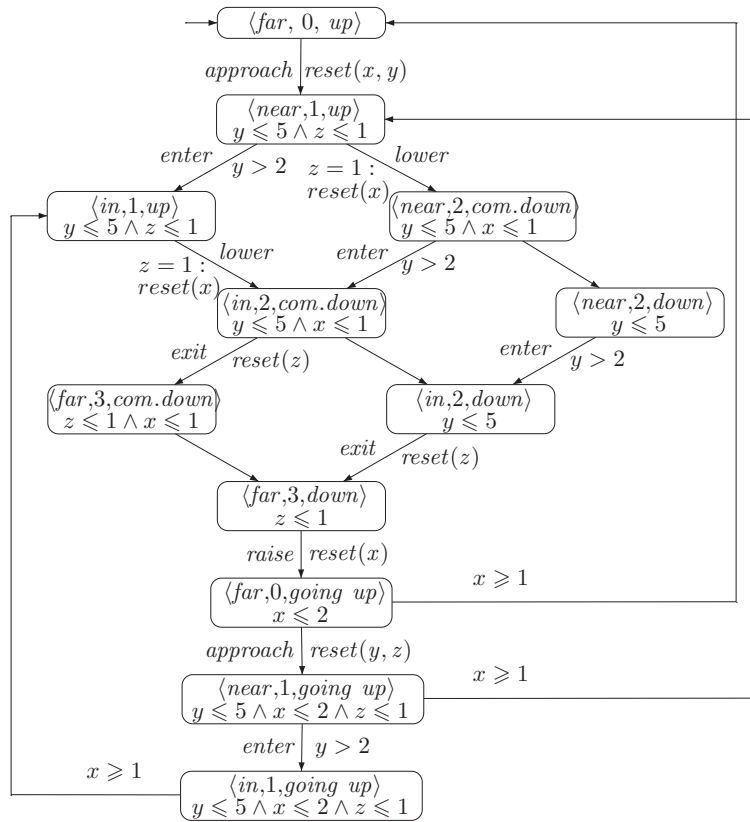 ⟨far, 0, up⟩
approach reset(x, y)
⟨near,1,up⟩
y ⩽ 5 ∧ z ⩽ 1
enter y > 2
z = 1 : lower
reset(x)
⟨in,1,up⟩
y ⩽ 5 ∧ z ⩽ 1
⟨near,2,com.down⟩
y ⩽ 5 ∧ x ⩽ 1
z = 1 : lower
reset(x)
enter y > 2
⟨in,2,com.down⟩
y ⩽ 5 ∧ x ⩽ 1
⟨near,2,down⟩
y ⩽ 5
exit reset(z)
enter y > 2
⟨far,3,com.down⟩
z ⩽ 1 ∧ x ⩽ 1
⟨in,2,down⟩
y ⩽ 5
exit reset(z)
⟨far,3,down⟩
z ⩽ 1
raise reset(x)
⟨far,0,going up⟩
x ⩽ 2
x ⩾ 1
approach reset(y, z)
⟨near,1,going up⟩
y ⩽ 5 ∧ x ⩽ 2 ∧ z ⩽ 1
x ⩾ 1
enter y > 2
x ⩾ 1
⟨in,1,going up⟩
y ⩽ 5 ∧ x ⩽ 2 ∧ z ⩽ 1